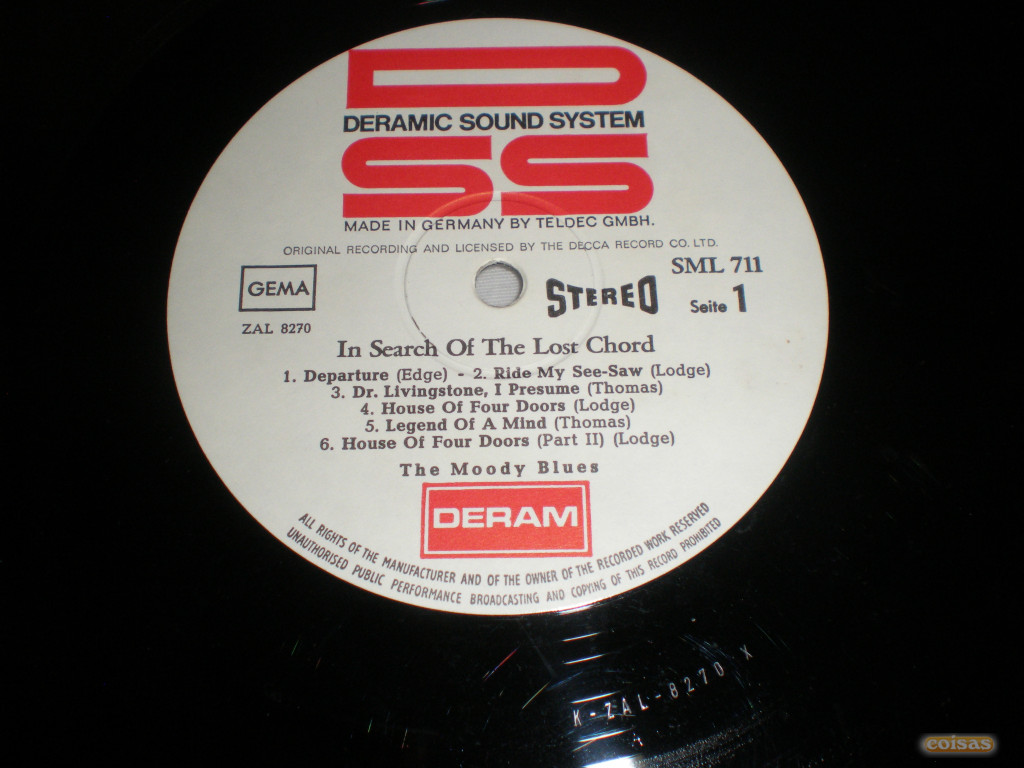 D
DERAMIC SOUND SYSTEM
SS
MADE IN GERMANY BY TELDEC GMBH.
ORIGINAL RECORDING AND LICENSED BY THE DECCA RECORD CO. LTD.
GEMA
ZAL 8270
STEREO
SML 711
Seite 1
In Search Of The Lost Chord
1. Departure (Edge) - 2. Ride My See-Saw (Lodge)
3. Dr. Livingstone, I Presume (Thomas)
4. House Of Four Doors (Lodge)
5. Legend Of A Mind (Thomas)
6. House Of Four Doors (Part II) (Lodge)
The Moody Blues
DERAM
ALL RIGHTS OF THE MANUFACTURER AND OF THE OWNER OF THE RECORDED WORK RESERVED
UNAUTHORISED PUBLIC PERFORMANCE BROADCASTING AND COPYING OF THIS RECORD PROHIBITED
K-ZAL-8270 X
coisas